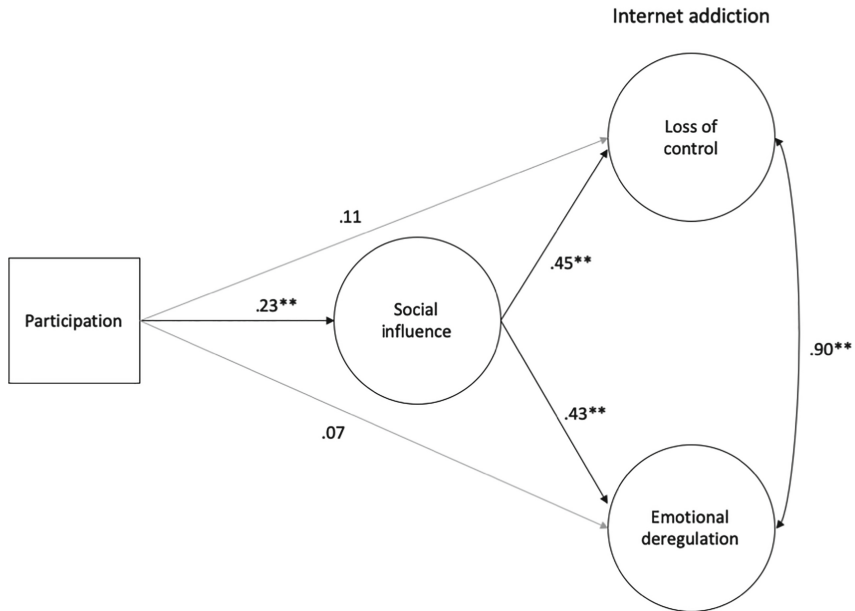 Internet addiction
Loss of
control
.11
.45**
Participation
.23**
Social
influence
.90**
.07
.43**
Emotional
deregulation